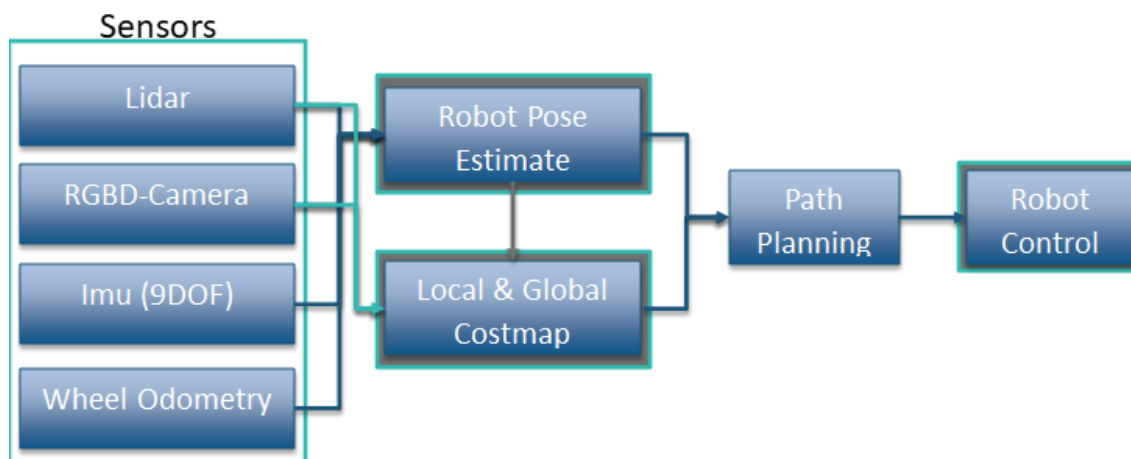 Sensors
Lidar
RGBD-Camera
Imu (9DOF)
Wheel Odometry
Robot Pose
Estimate
Local & Global
Costmap
Path
Planning
Robot
Control